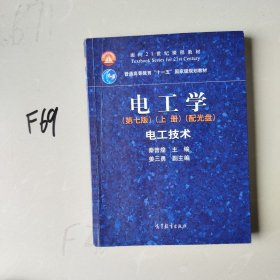 F69
面向21世纪课程教材
Textbook Series for 21st Century
普通高等教育“十一五”国家级规划教材
电工学
(第七版)(上册)(配光盘)
电工技术
秦曾煌 主编
姜三勇 副主编
高等教育出版社